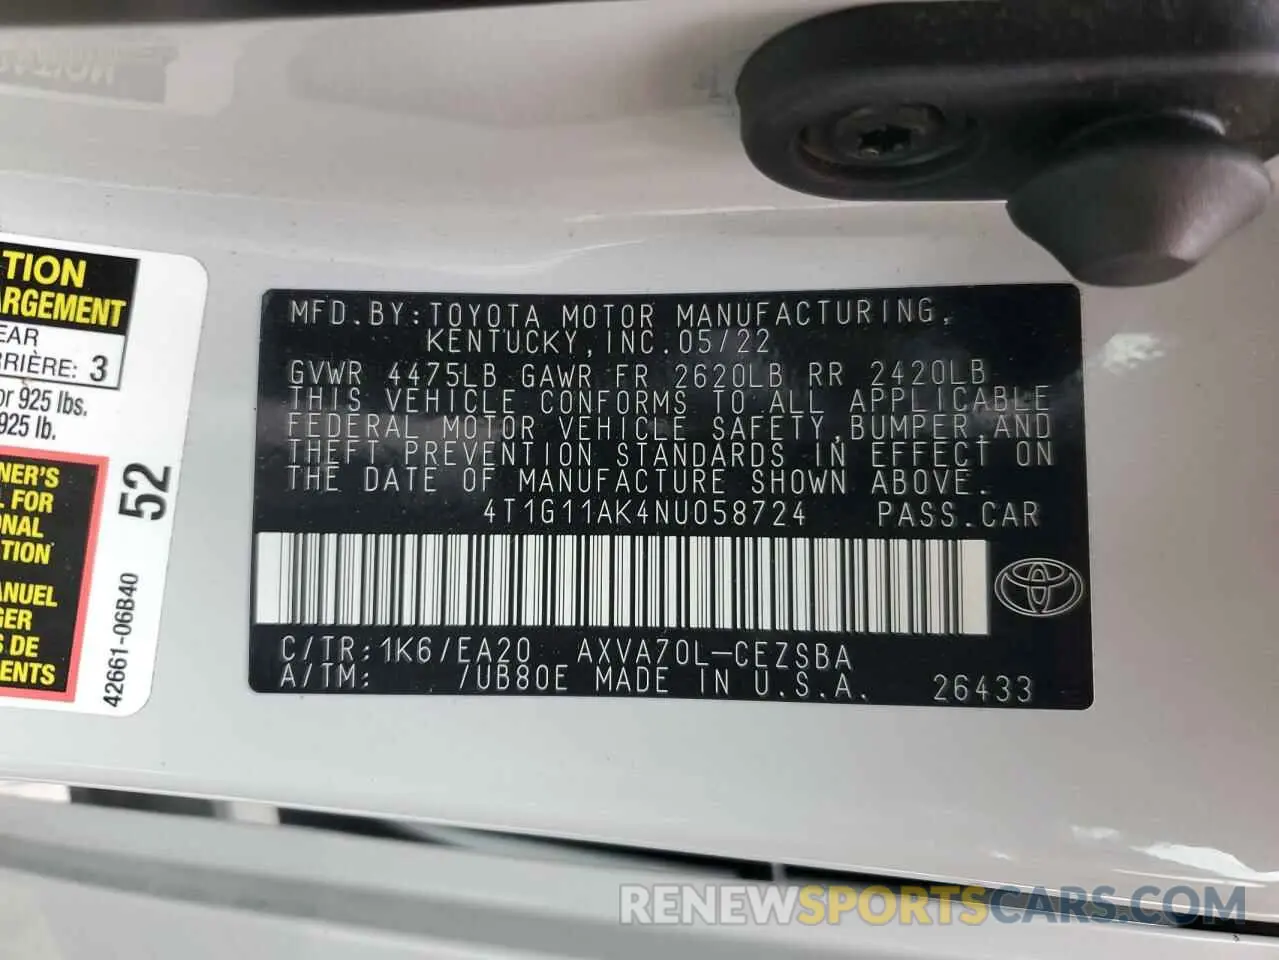 TION
ARGEMENT
EAR
RRIÈRE: 3
or 925 lbs.
925 lb.
NER'S
L FOR
ONAL
TION
ANUEL
GER
S DE
ENTS
52
42661-06B40
MFD.BY:TOYOTA MOTOR MANUFACTURING,
KENTUCKY,INC.05/22
GVWR 4475LB GAWR FR 2620LB RR 2420LB
THIS VEHICLE CONFORMS TO ALL APPLICABLE
FEDERAL MOTOR VEHICLE SAFETY,BUMPER,AND
THEFT PREVENTION STANDARDS IN EFFECT ON
THE DATE OF MANUFACTURE SHOWN ABOVE.
4T1G11AK4NU058724 PASS.CAR
C/TR:1K6/EA20 AXVA70L-CEZSBA
A/TM: /UB80E MADE IN U.S.A. 26433
RENEWSPORTSCARS.COM